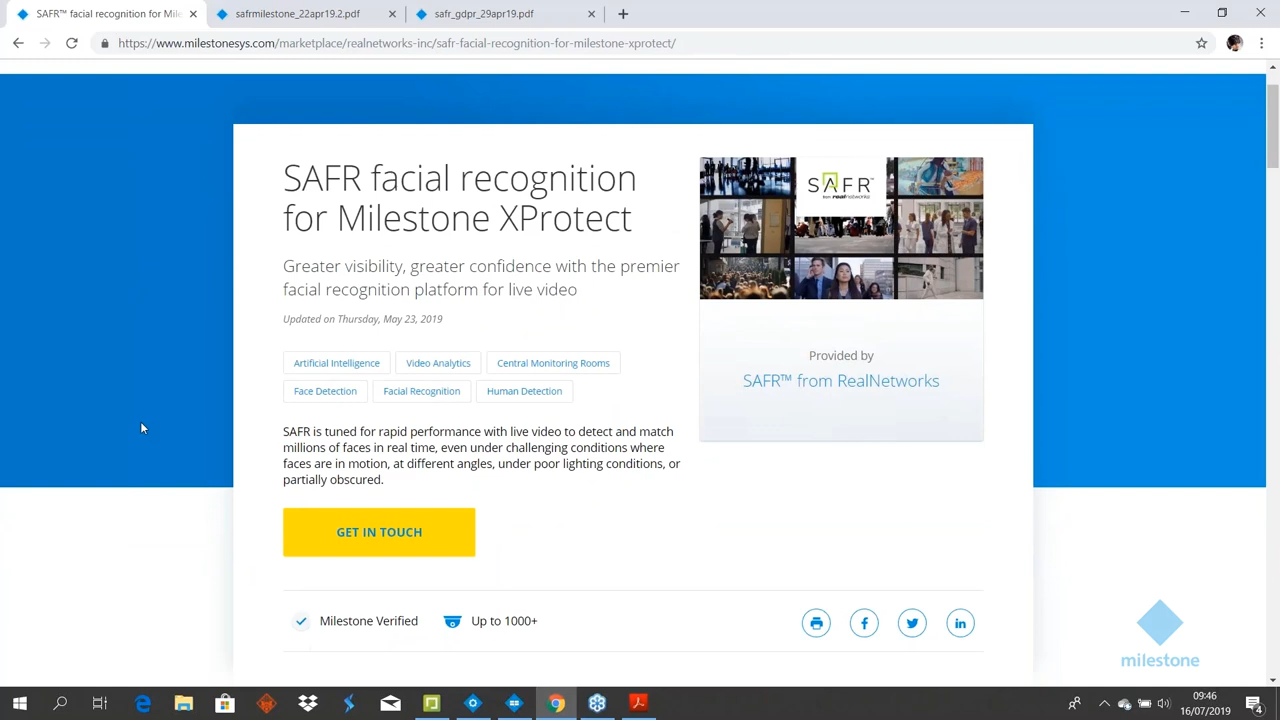 SAFR™ facial recognition for Mile
safrmilestone_22apr19.2.pdf
safr_gdpr_29apr19.pdf
https://www.milestonesys.com/marketplace/realnetworks-inc/safr-facial-recognition-for-milestone-xprotect/
SAFR facial recognition
for Milestone XProtect
Greater visibility, greater confidence with the premier
facial recognition platform for live video
Updated on Thursday, May 23, 2019
Artificial Intelligence
Video Analytics
Central Monitoring Rooms
Face Detection
Facial Recognition
Human Detection
SAFR is tuned for rapid performance with live video to detect and match
millions of faces in real time, even under challenging conditions where
faces are in motion, at different angles, under poor lighting conditions, or
partially obscured.
GET IN TOUCH
SAFR™
from realnetworks
Provided by
SAFR™ from RealNetworks
Milestone Verified
Up to 1000+
milestone
09:46
16/07/2019
4